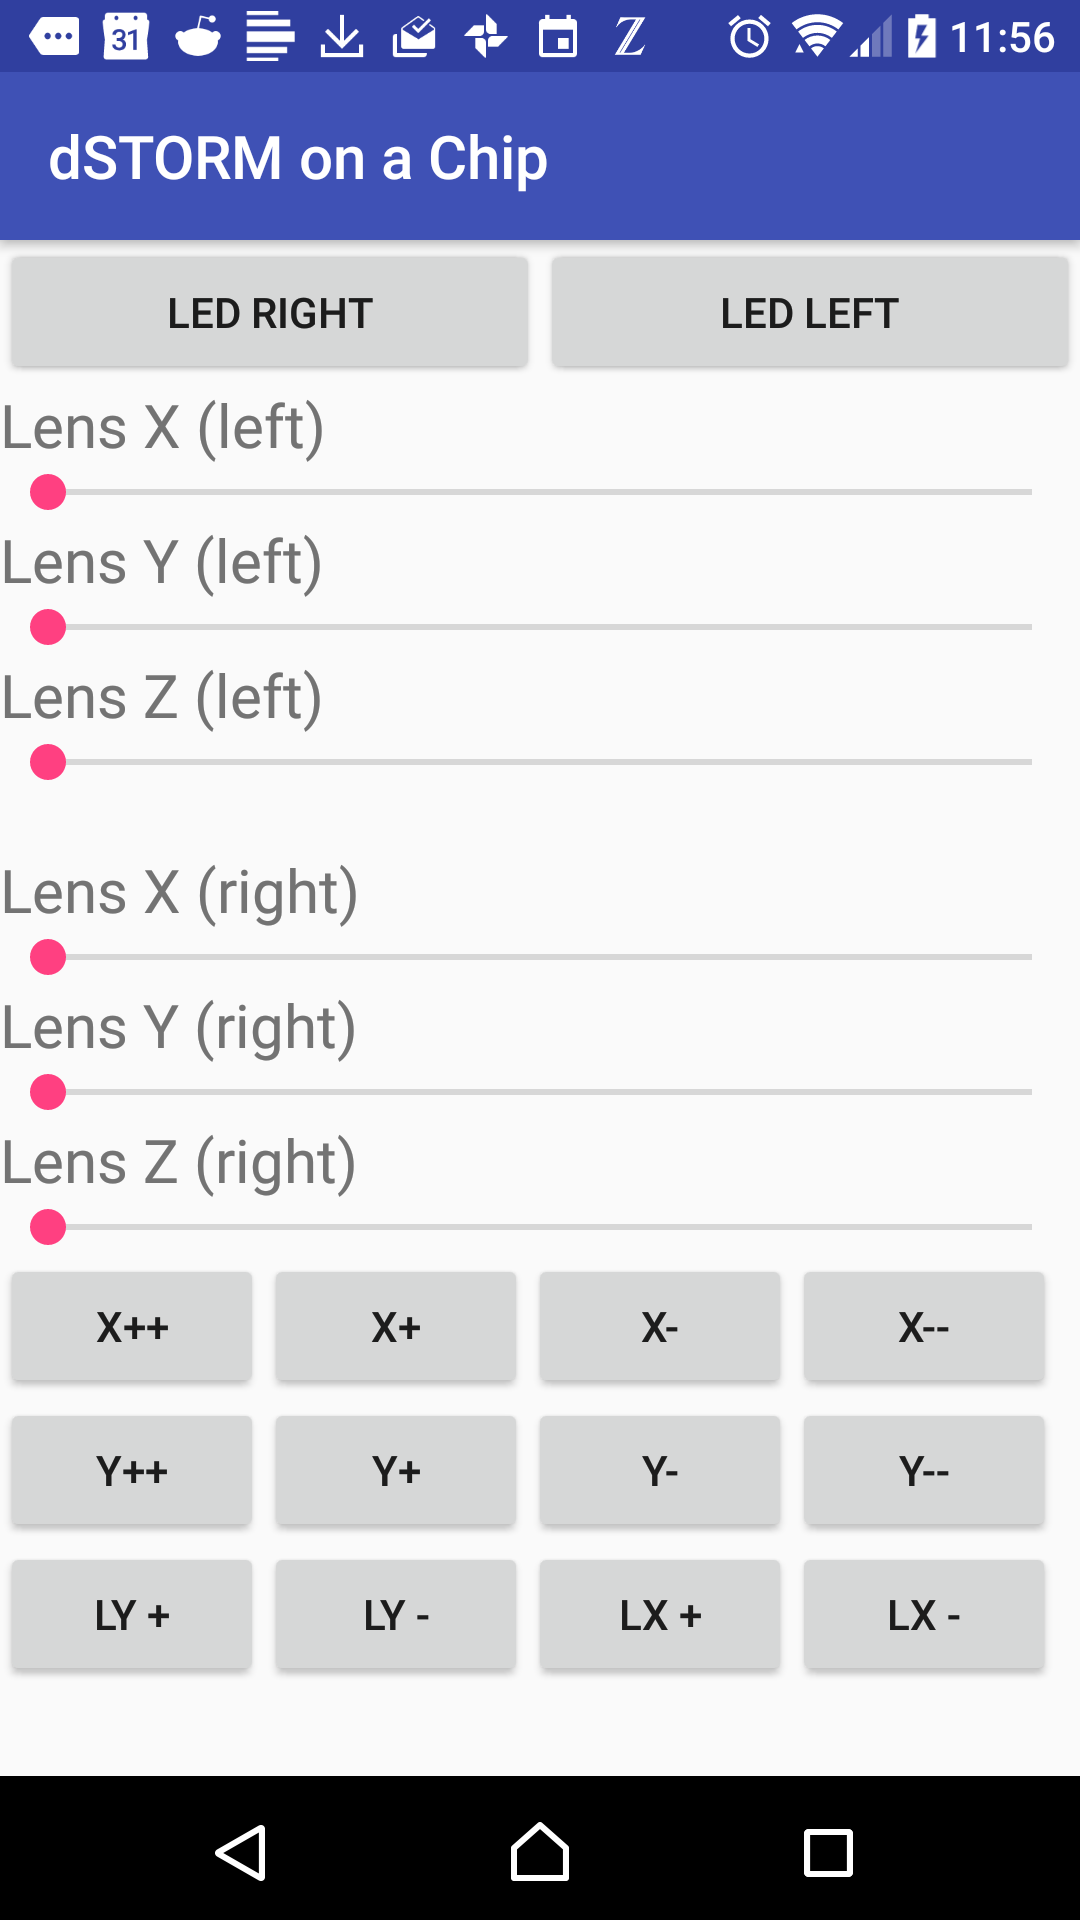 31 Z 11:56
dSTORM on a Chip
LED RIGHT LED LEFT
Lens X (left)
Lens Y (left)
Lens Z (left)
Lens X (right)
Lens Y (right)
Lens Z (right)
X++ X+ X- X--
Y++ Y+ Y- Y--
LY + LY - LX + LX -